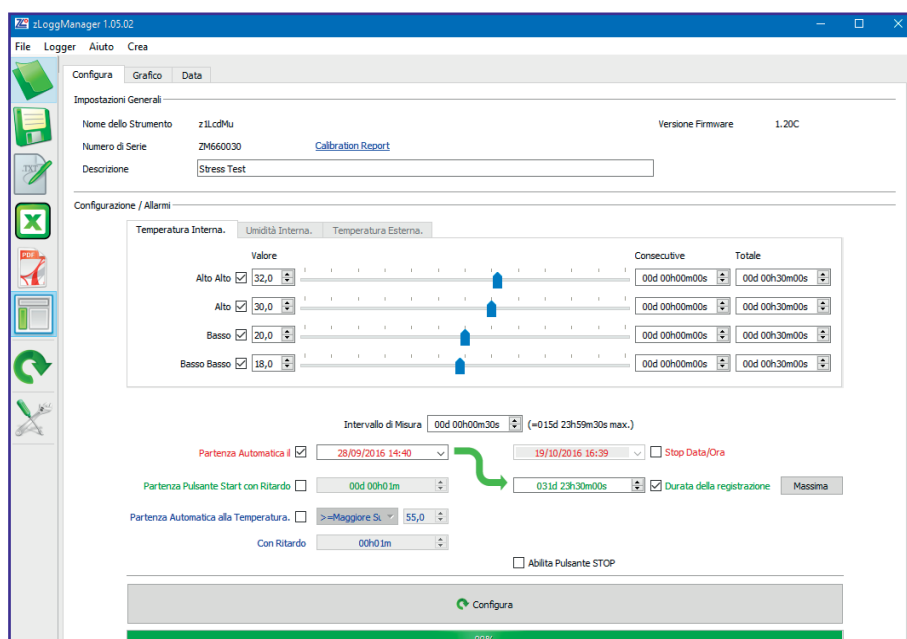 zLoggManager 1.05.02
File Logger Aiuto Crea
Configura Grafico Data
Impostazioni Generali
Nome dello Strumento z1LcdMu Versione Firmware 1.20C
Numero di Serie ZM660030 Calibration Report
Descrizione Stress Test
TXT
Configurazione / Allarmi
Temperatura Interna. Umidità Interna. Temperatura Esterna.
Valore Consecutive Totale
Alto Alto 32,0 00d 00h00m00s 00d 00h30m00s
PDF
Alto 30,0 00d 00h00m00s 00d 00h30m00s
Basso 20,0 00d 00h00m00s 00d 00h30m00s
Basso Basso 18,0 00d 00h00m00s 00d 00h30m00s
Intervallo di Misura 00d 00h00m30s (=015d 23h59m30s max.)
Partenza Automatica il 28/09/2016 14:40 19/10/2016 16:39 Stop Data/Ora
Partenza Pulsante Start con Ritardo 00d 00h01m 031d 23h30m00s Durata della registrazione Massima
Partenza Automatica alla Temperatura. >=Maggiore Su 55,0
Con Ritardo 00h01m
Abilita Pulsante STOP
Configura